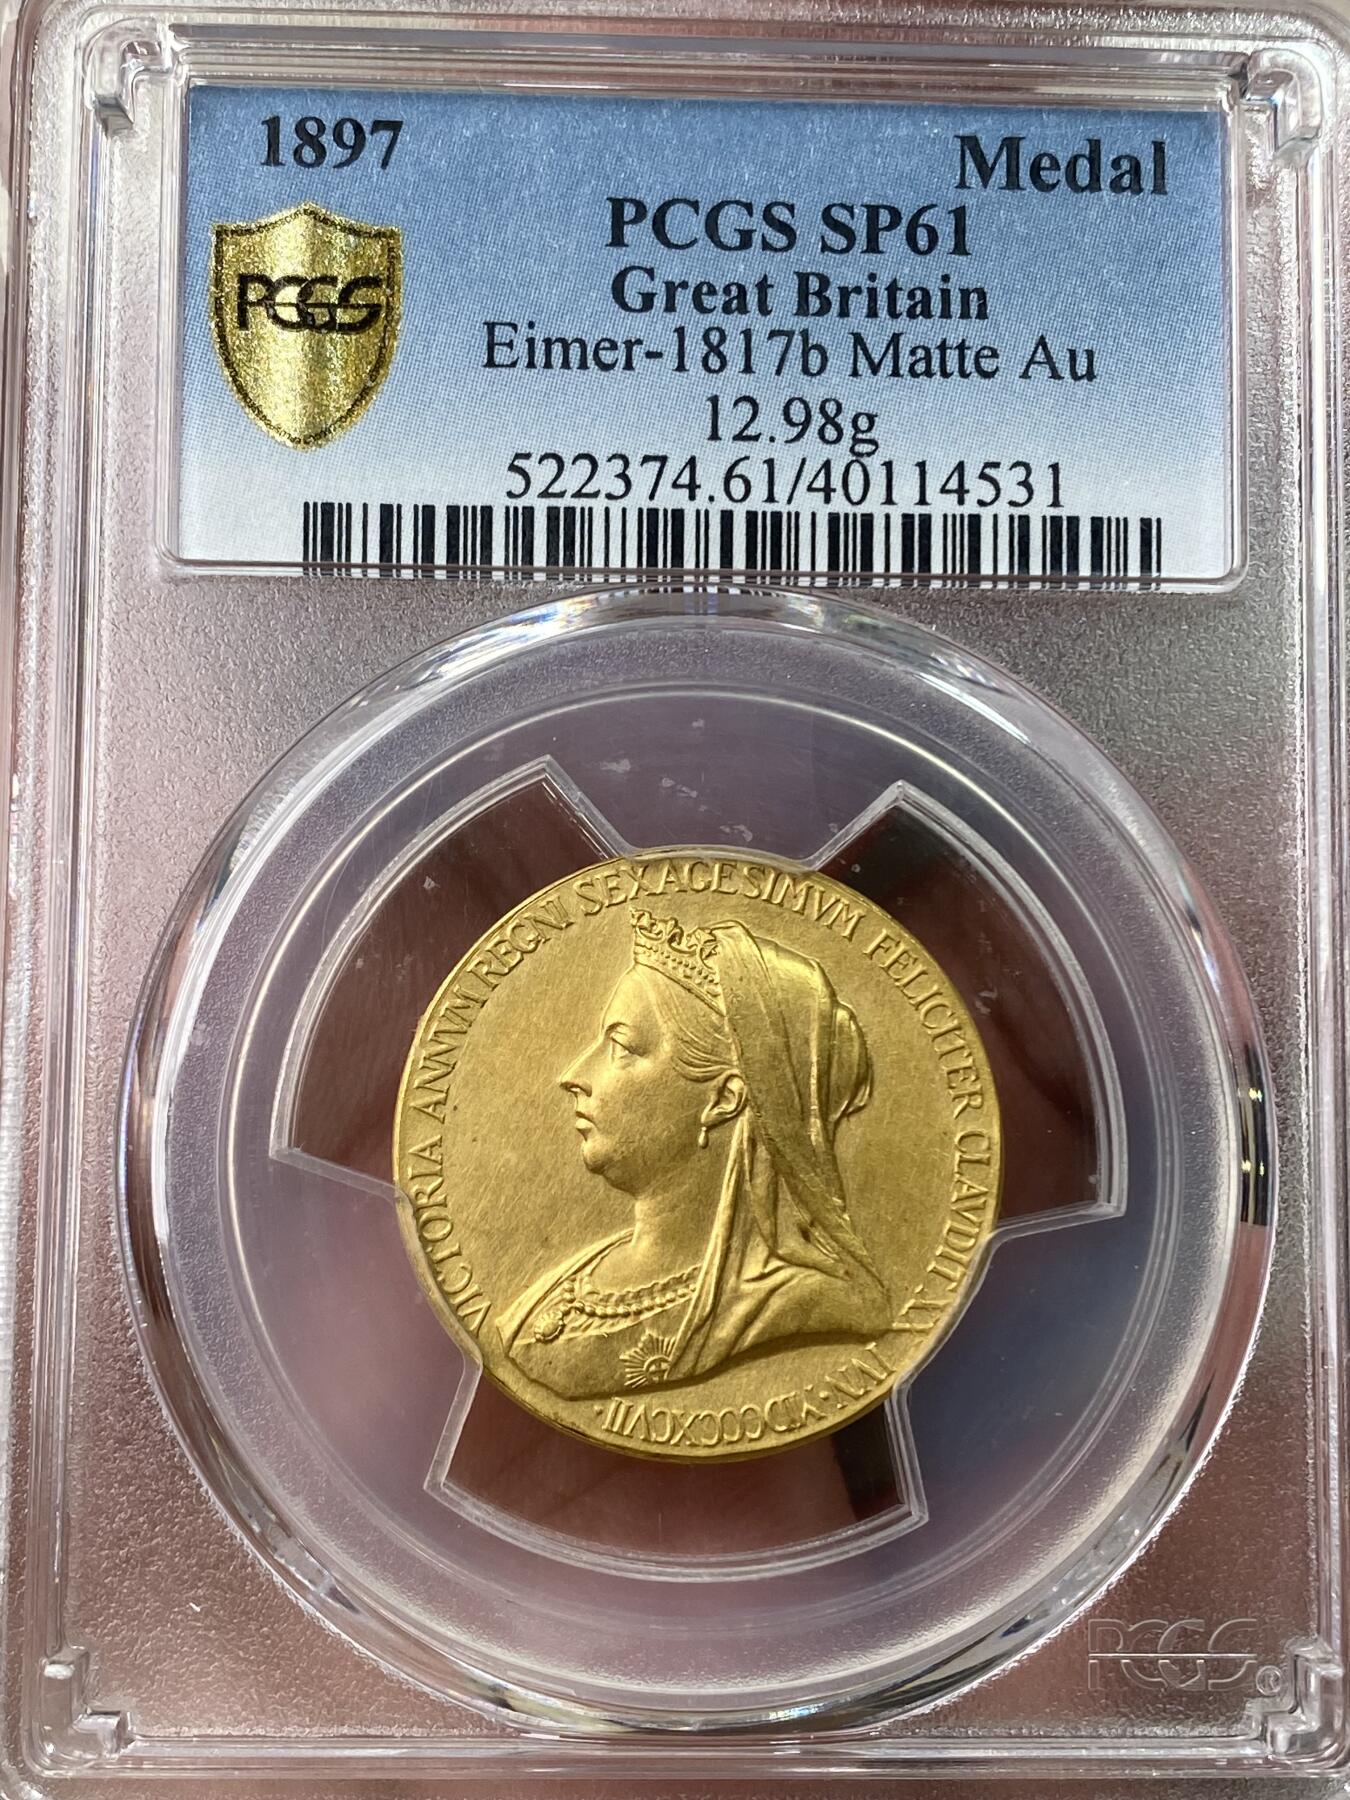 1897
Medal
PCGS SP61
PCGS
Great Britain
Eimer-1817b Matte Au
12.98g
522374.61/40114531
VICTORIA ANNVM REGNI SEXAGESIMVM FELICITER CLAVDIT XX IVN · MDCCCXCVII ·
PCGS